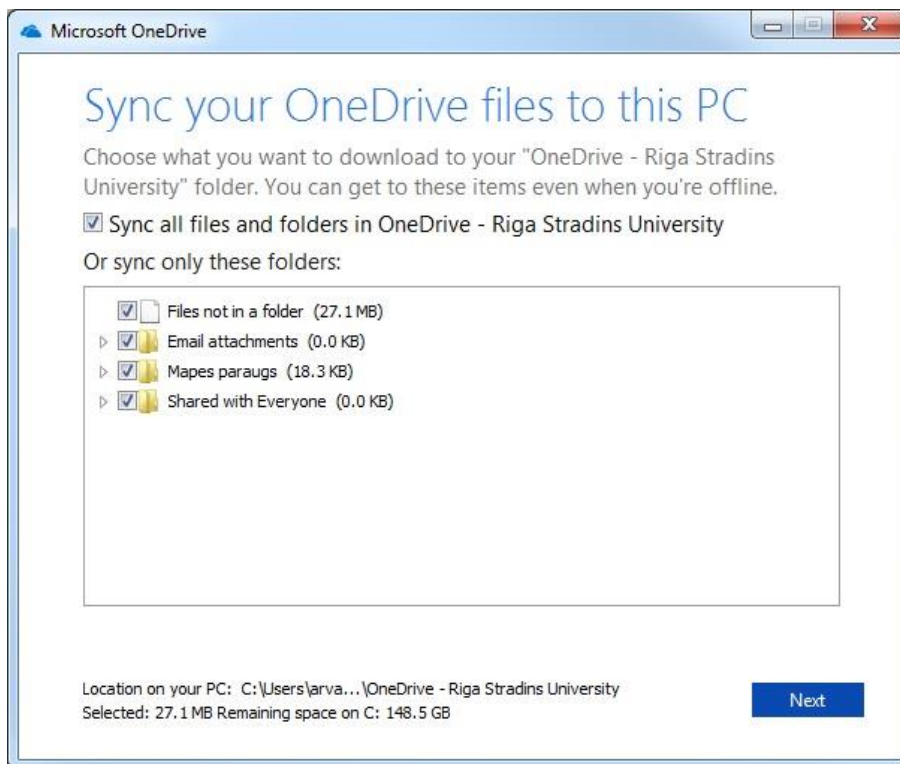 Microsoft OneDrive
Sync your OneDrive files to this PC
Choose what you want to download to your "OneDrive - Riga Stradins
University" folder. You can get to these items even when you're offline.
Sync all files and folders in OneDrive - Riga Stradins University
Or sync only these folders:
Files not in a folder (27.1 MB)
Email attachments (0.0 KB)
Mapes paraugs (18.3 KB)
Shared with Everyone (0.0 KB)
Location on your PC: C:\Users\arva...\OneDrive - Riga Stradins University
Selected: 27.1 MB Remaining space on C: 148.5 GB
Next